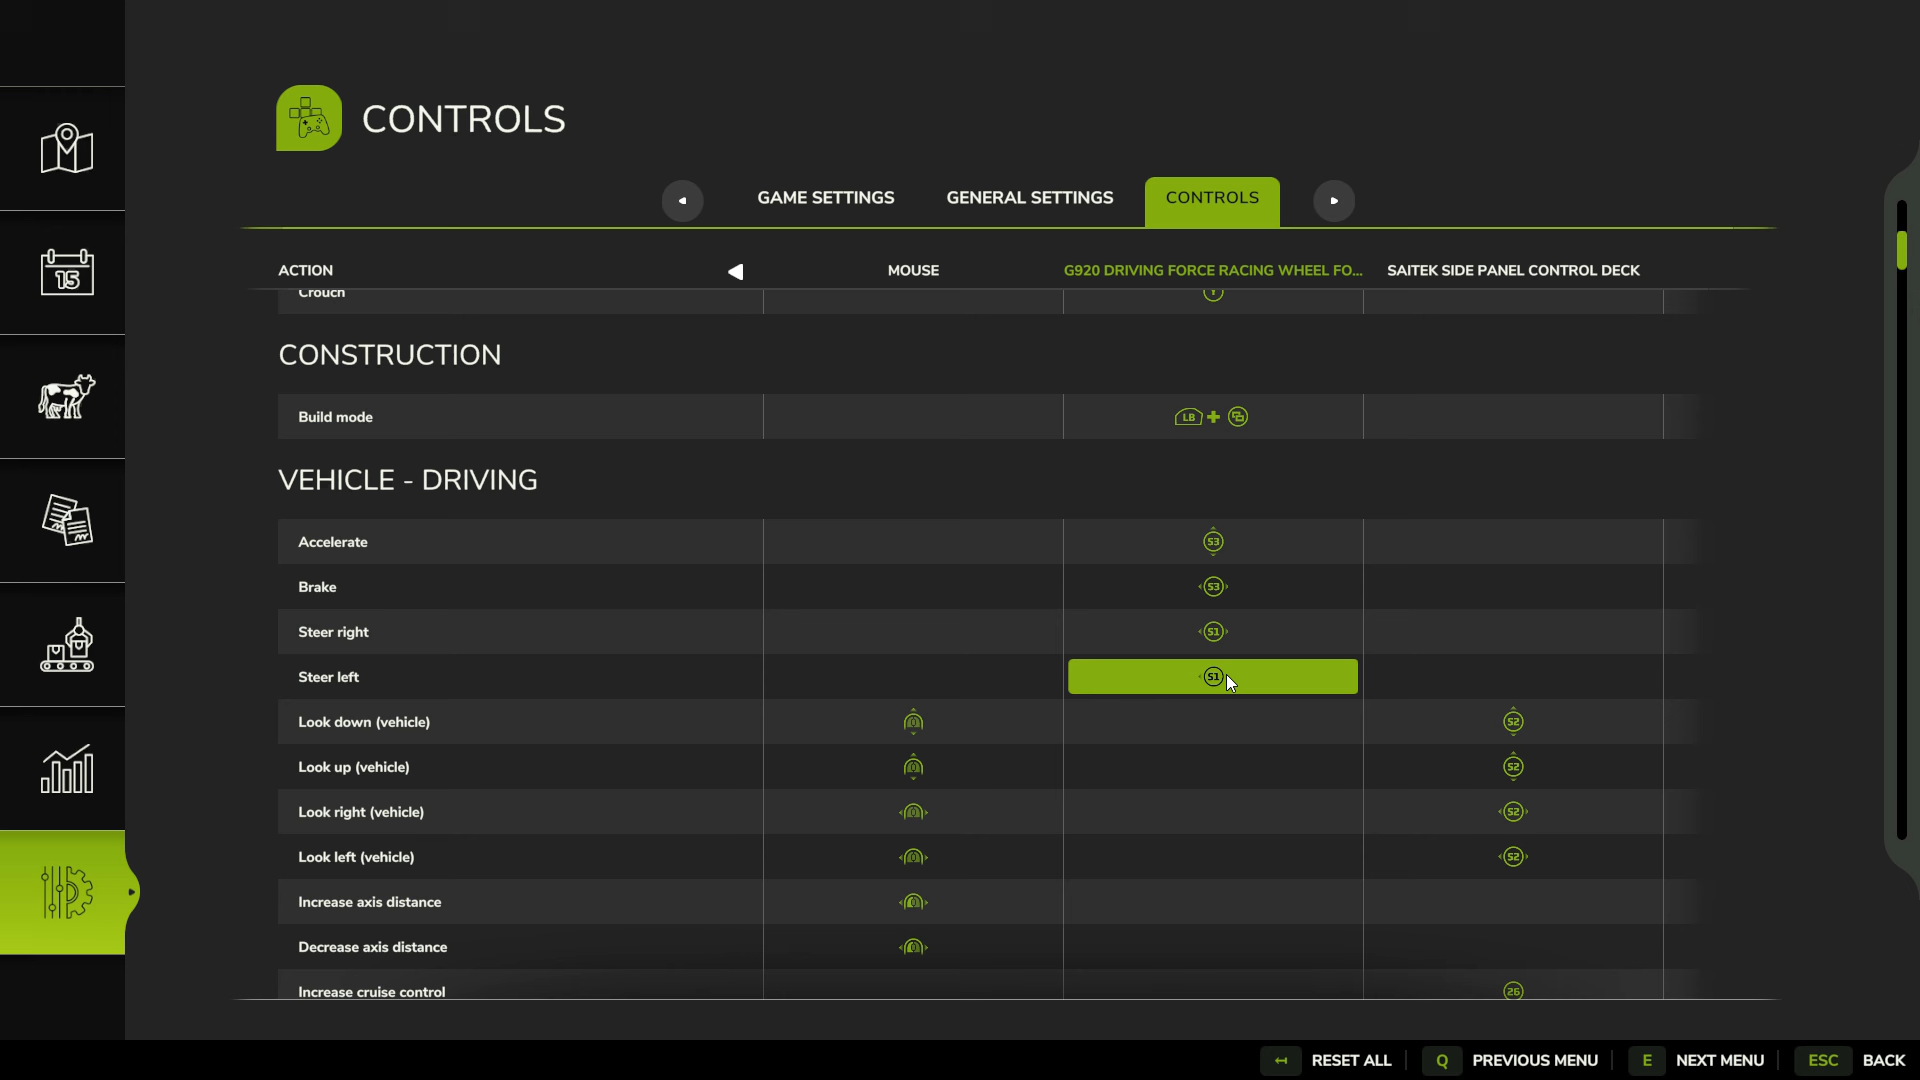 CONTROLS
GAME SETTINGS GENERAL SETTINGS CONTROLS
ACTION MOUSE G920 DRIVING FORCE RACING WHEEL FO... SAITEK SIDE PANEL CONTROL DECK
Crouch Y
CONSTRUCTION
Build mode LB +
VEHICLE - DRIVING
Accelerate S3
Brake S3
Steer right S1
15
Steer left S1
Look down (vehicle) S2
Look up (vehicle) S2
Look right (vehicle) S2
Look left (vehicle) S2
Increase axis distance
Decrease axis distance
Increase cruise control 26
↤ RESET ALL Q PREVIOUS MENU E NEXT MENU ESC BACK